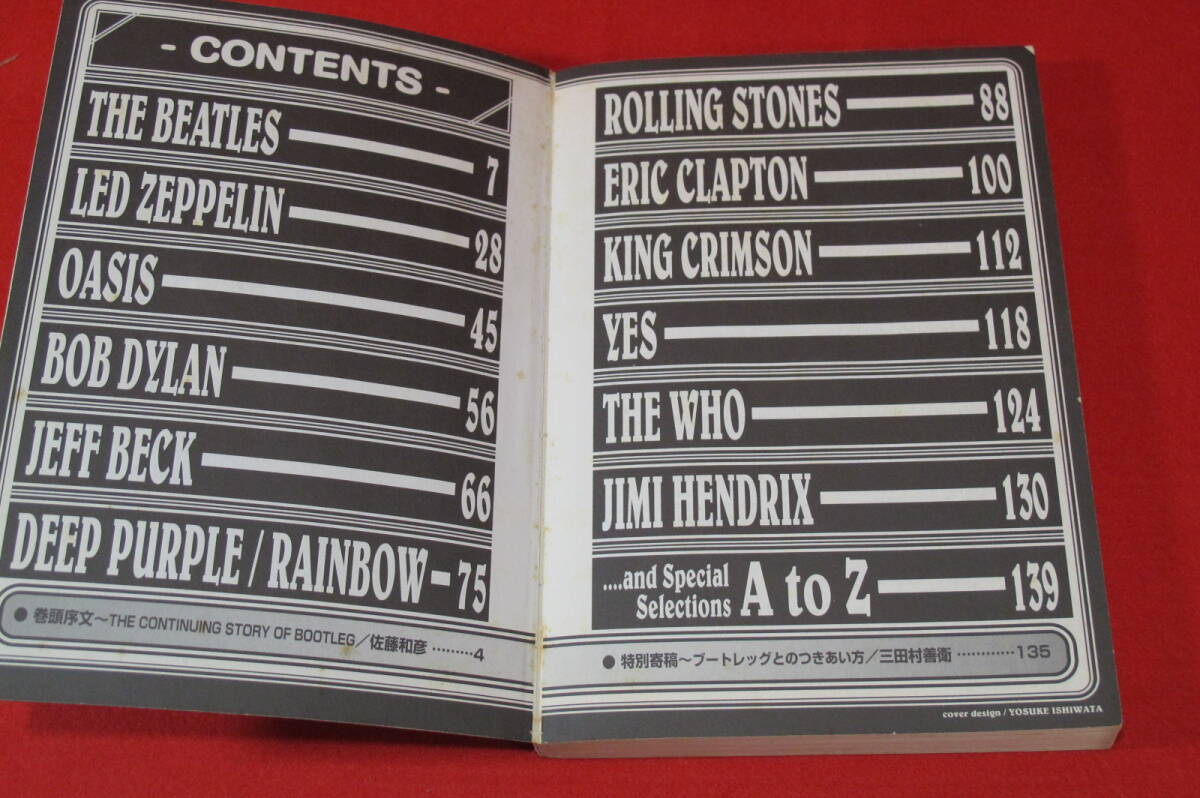 - CONTENTS -
THE BEATLES 7
LED ZEPPELIN 28
OASIS 45
BOB DYLAN 56
JEFF BECK 66
DEEP PURPLE / RAINBOW 75
● 巻頭序文～THE CONTINUING STORY OF BOOTLEG／佐藤和彦 ………4
ROLLING STONES 88
ERIC CLAPTON 100
KING CRIMSON 112
YES 118
THE WHO 124
JIMI HENDRIX 130
....and Special
Selections A to Z 139
● 特別寄稿～ブートレッグとのつきあい方／三田村善衛 …………135
cover design / YOSUKE ISHIWATA